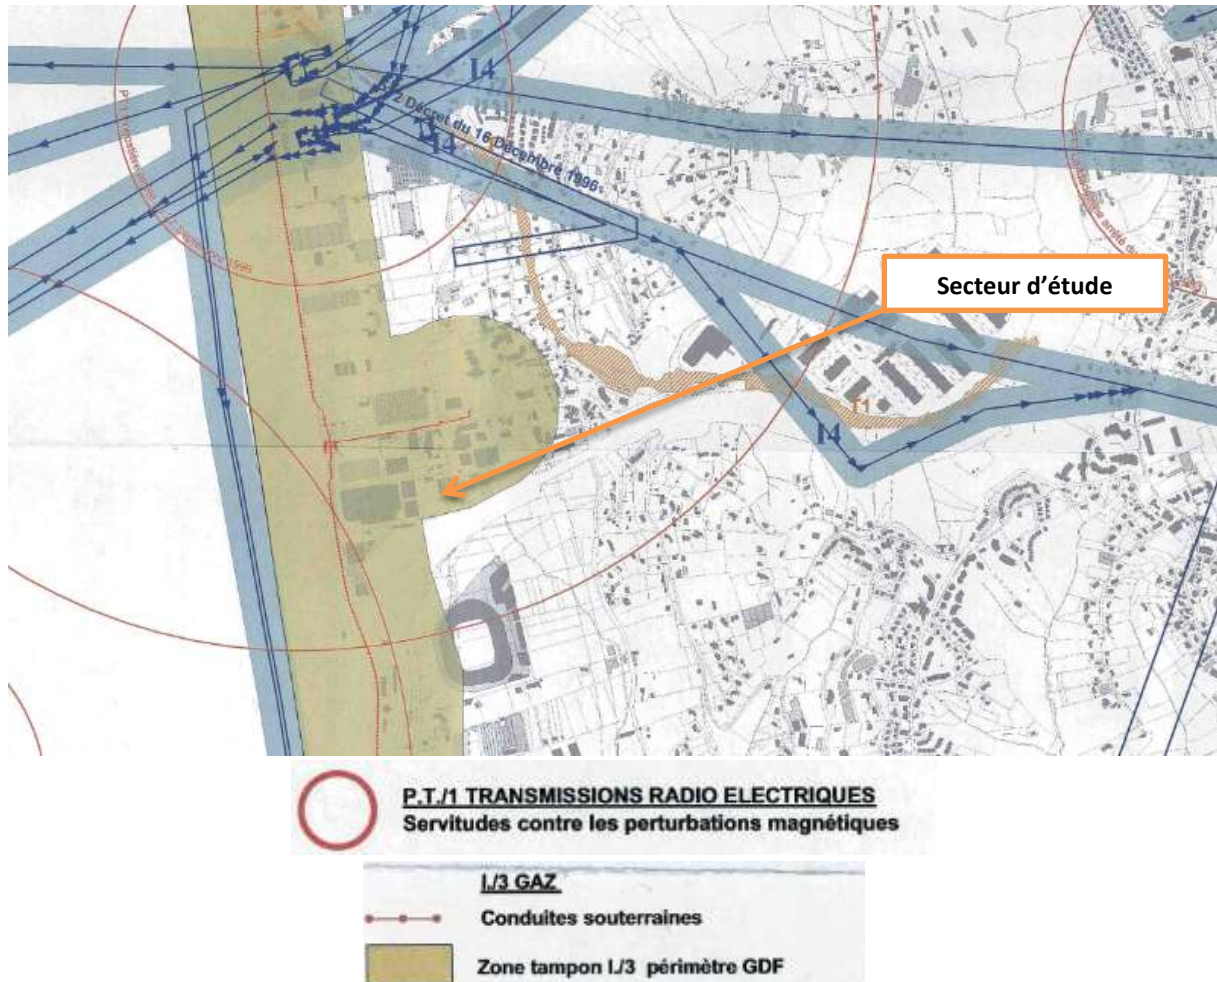 I4
2 Décret du 16 Décembre 1996
I4
Secteur d'étude
I4
P.T./1 TRANSMISSIONS RADIO ELECTRIQUES
Servitudes contre les perturbations magnétiques
I./3 GAZ
Conduites souterraines
Zone tampon I./3 périmètre GDF